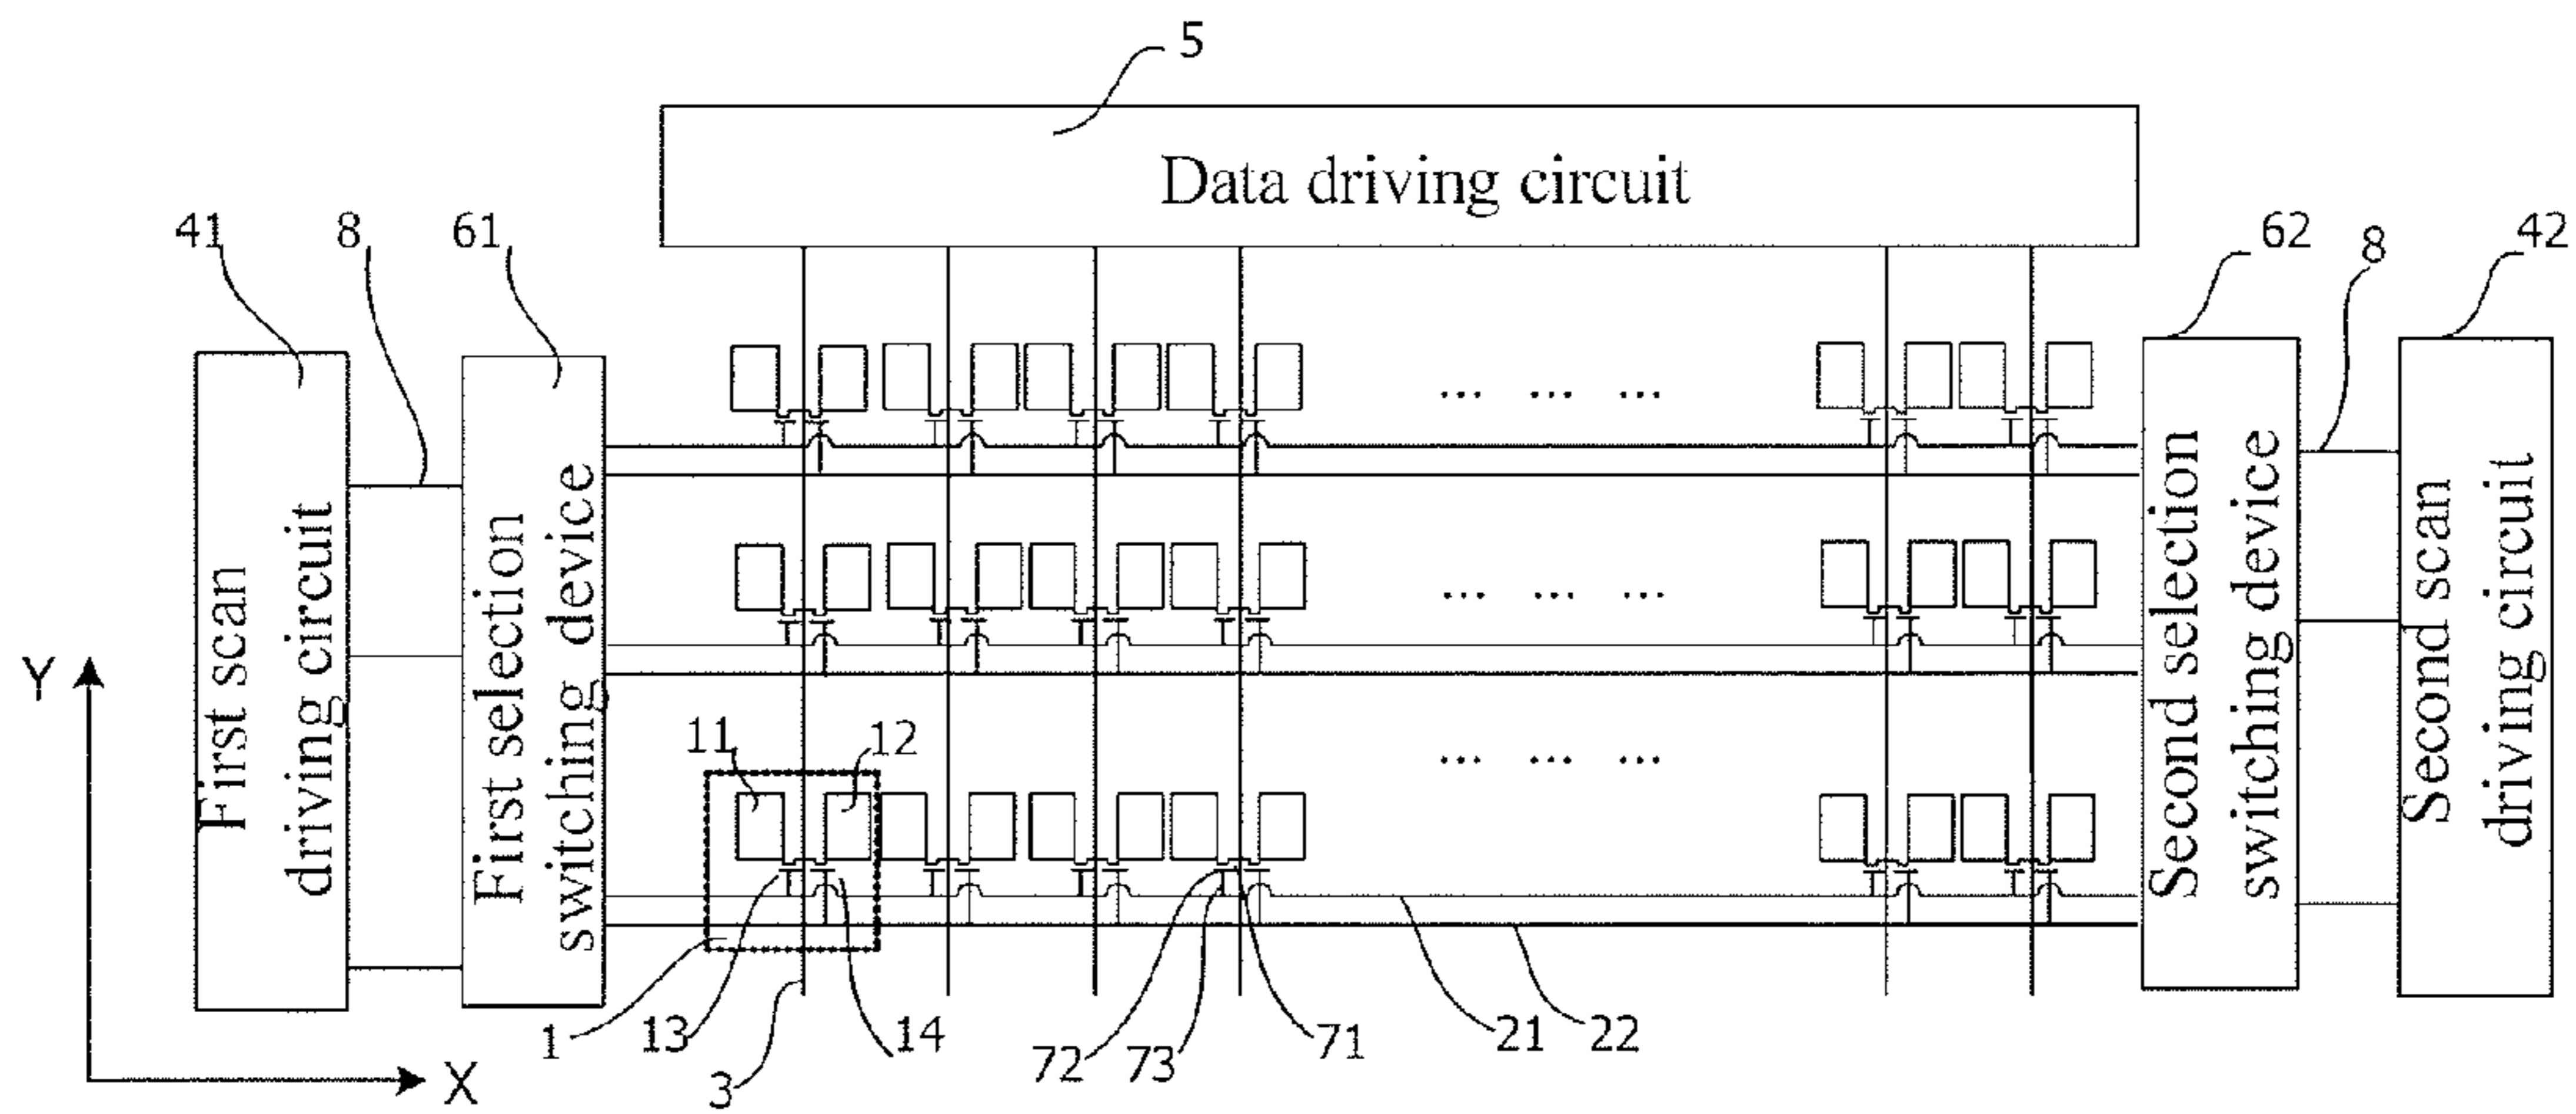 5
Data driving circuit
41
8
61
62
8
42
First scan
driving circuit
First selection
switching device
Second selection
switching device
Second scan
driving circuit
... ... ...
... ... ...
... ... ...
Y
X
11
12
1
13
3
14
72
73
71
21
22